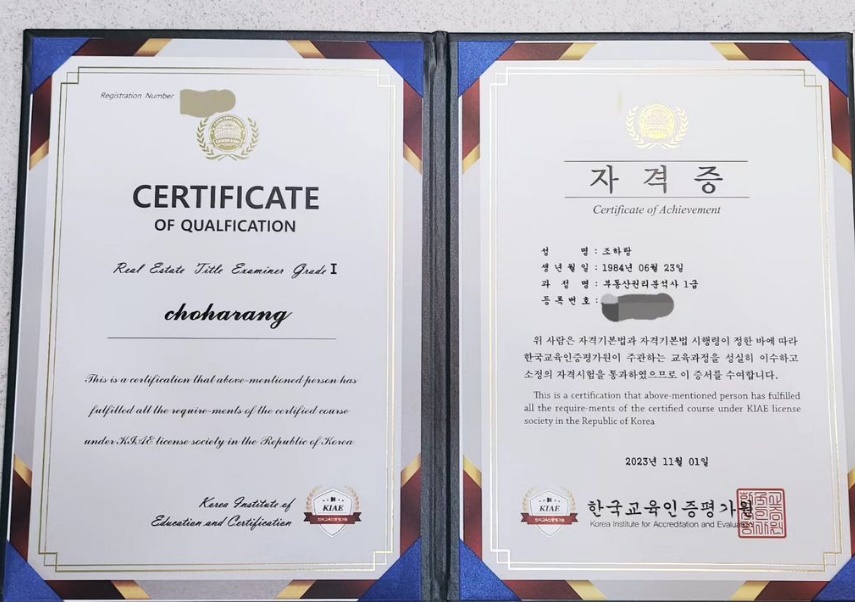 Registration Number
CERTIFICATE
OF QUALFICATION
Real Estate Title Examiner Grade I
choharang
This is a certification that above-mentioned person has
fulfilled all the require-ments of the certified course
under KIAE license society in the Republic of Korea
Korea Institute of
Education and Certification
KIAE
자격증
Certificate of Achievement
성 명 : 조하랑
생년월일 : 1984년 06월 23일
과 정 명 : 부동산권리분석사 1급
등록번호 :
위 사람은 자격기본법과 자격기본법 시행령이 정한 바에 따라
한국교육인증평가원이 주관하는 교육과정을 성실히 이수하고
소정의 자격시험을 통과하였으므로 이 증서를 수여합니다.
This is a certification that above-mentioned person has fulfilled
all the require-ments of the certified course under KIAE license
society in the Republic of Korea
2023년 11월 01일
KIAE
한국교육인증평가원
Korea Institute for Accreditation and Evaluation